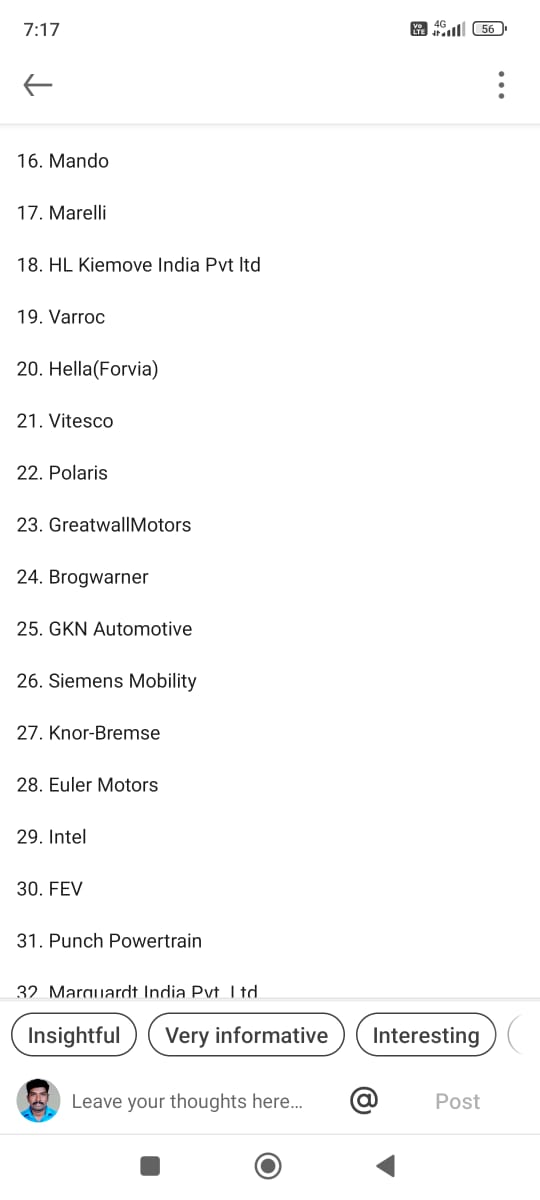 7:17
Vo LTE 4G 56
16. Mando
17. Marelli
18. HL Kiemove India Pvt ltd
19. Varroc
20. Hella(Forvia)
21. Vitesco
22. Polaris
23. GreatwallMotors
24. Brogwarner
25. GKN Automotive
26. Siemens Mobility
27. Knor-Bremse
28. Euler Motors
29. Intel
30. FEV
31. Punch Powertrain
32. Marquardt India Pvt. Ltd
Insightful Very informative Interesting
Leave your thoughts here... @ Post